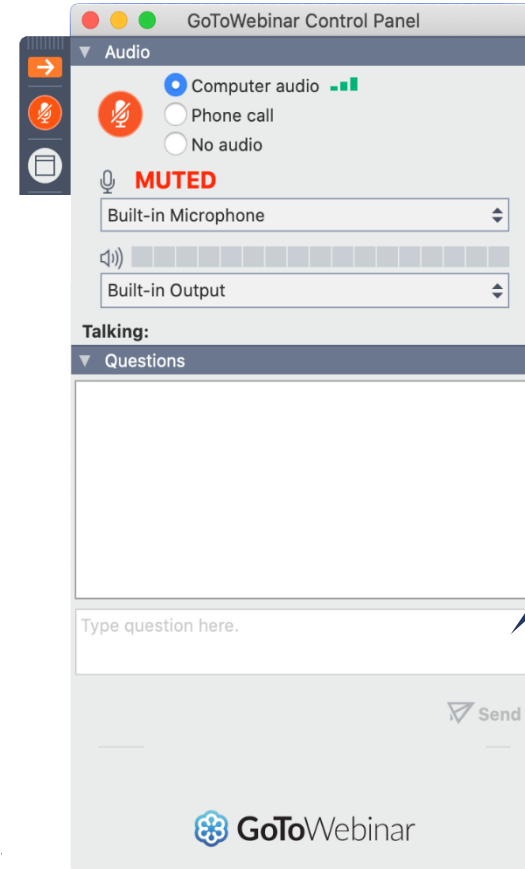 GoToWebinar Control Panel
Audio
Computer audio
Phone call
No audio
MUTED
Built-in Microphone
Built-in Output
Talking:
Questions
Type question here.
Send
GoToWebinar